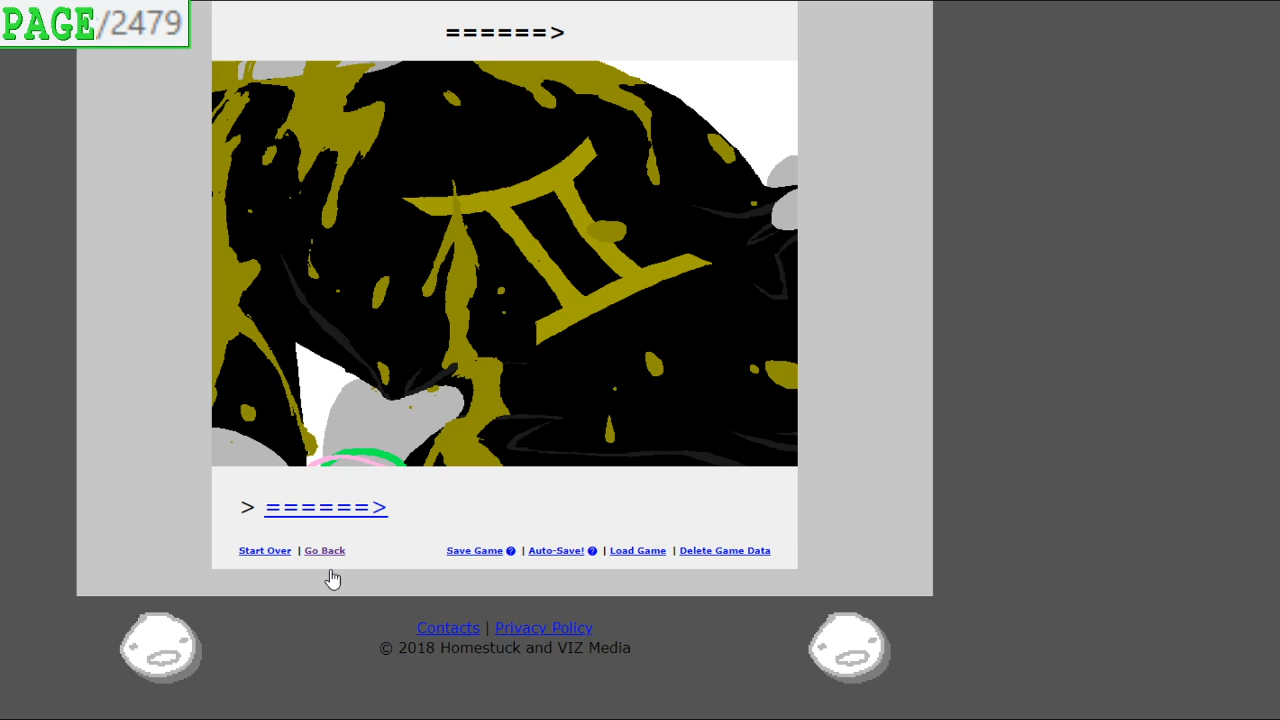 PAGE/2479
======>
> ======>
Start Over | Go Back
Save Game ? | Auto-Save! ? | Load Game | Delete Game Data
Contacts | Privacy Policy
© 2018 Homestuck and VIZ Media